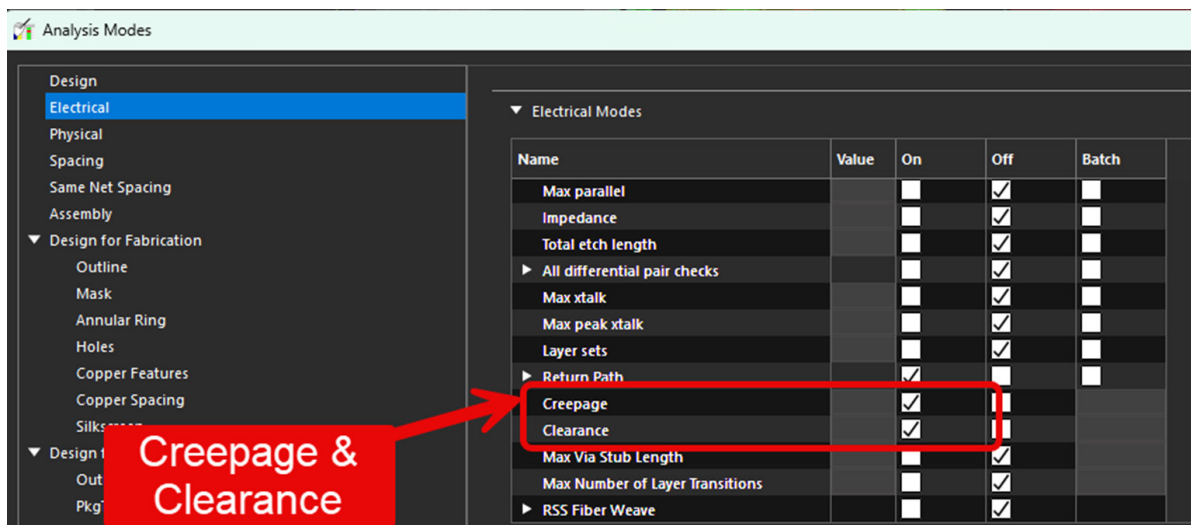 Analysis Modes
Design
Electrical
Physical
Spacing
Same Net Spacing
Assembly
Design for Fabrication
Outline
Mask
Annular Ring
Holes
Copper Features
Copper Spacing
Design
Out
Pkg
Creepage &
Clearance
Electrical Modes
Name Value On Off Batch
Max parallel
Impedance
Total etch length
All differential pair checks
Max xtalk
Max peak xtalk
Layer sets
Return Path
Creepage
Clearance
Max Via Stub Length
Max Number of Layer Transitions
RSS Fiber Weave